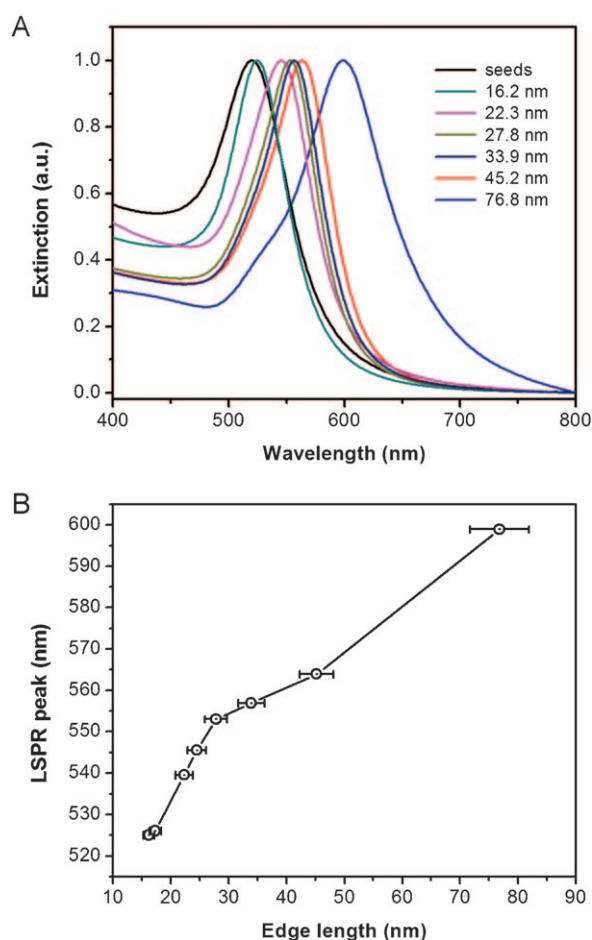 A
1.0
0.8
0.6
0.4
0.2
0.0
Extinction (a.u.)
seeds
16.2 nm
22.3 nm
27.8 nm
33.9 nm
45.2 nm
76.8 nm
400 500 600 700 800
Wavelength (nm)
B
600
590
580
570
560
550
540
530
520
LSPR peak (nm)
10 20 30 40 50 60 70 80 90
Edge length (nm)